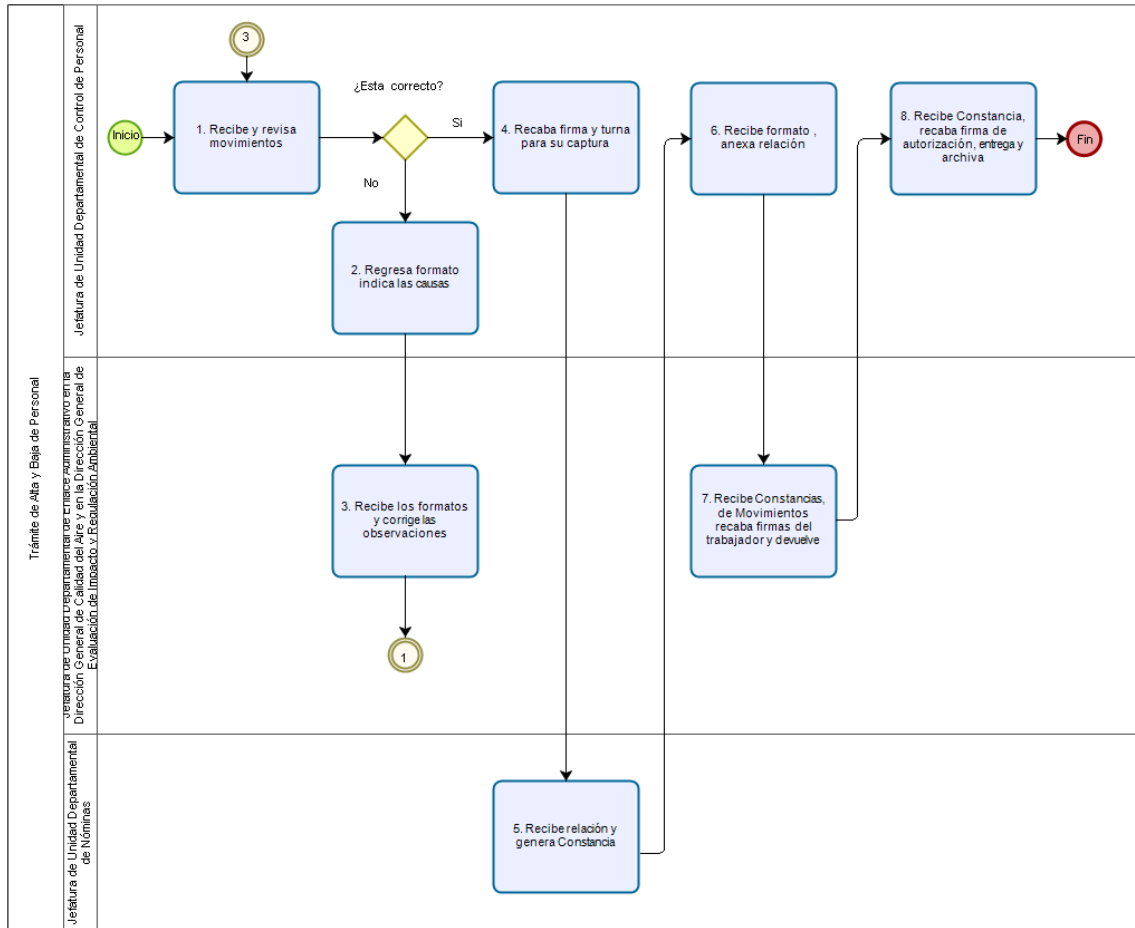 Trámite de Alta y Baja de Personal
Jefatura de Unidad Departamental de Control de Personal
3
¿Esta correcto?
Inicio
1. Recibe y revisa
movimientos
Si
No
4. Recaba firma y turna
para su captura
6. Recibe formato ,
anexa relación
8. Recibe Constancia,
recaba firma de
autorización, entrega y
archiva
Fin
2. Regresa formato
indica las causas
Jefatura de Unidad Departamental de Enlace Administrativo en la
Dirección General de Calidad del Aire y en la Dirección General de
Evaluación de Impacto y Regulación Ambiental
3. Recibe los formatos
y corrige las
observaciones
7. Recibe Constancias,
de Movimientos
recaba firmas del
trabajador y devuelve
1
Jefatura de Unidad Departamental
de Nóminas
5. Recibe relación y
genera Constancia